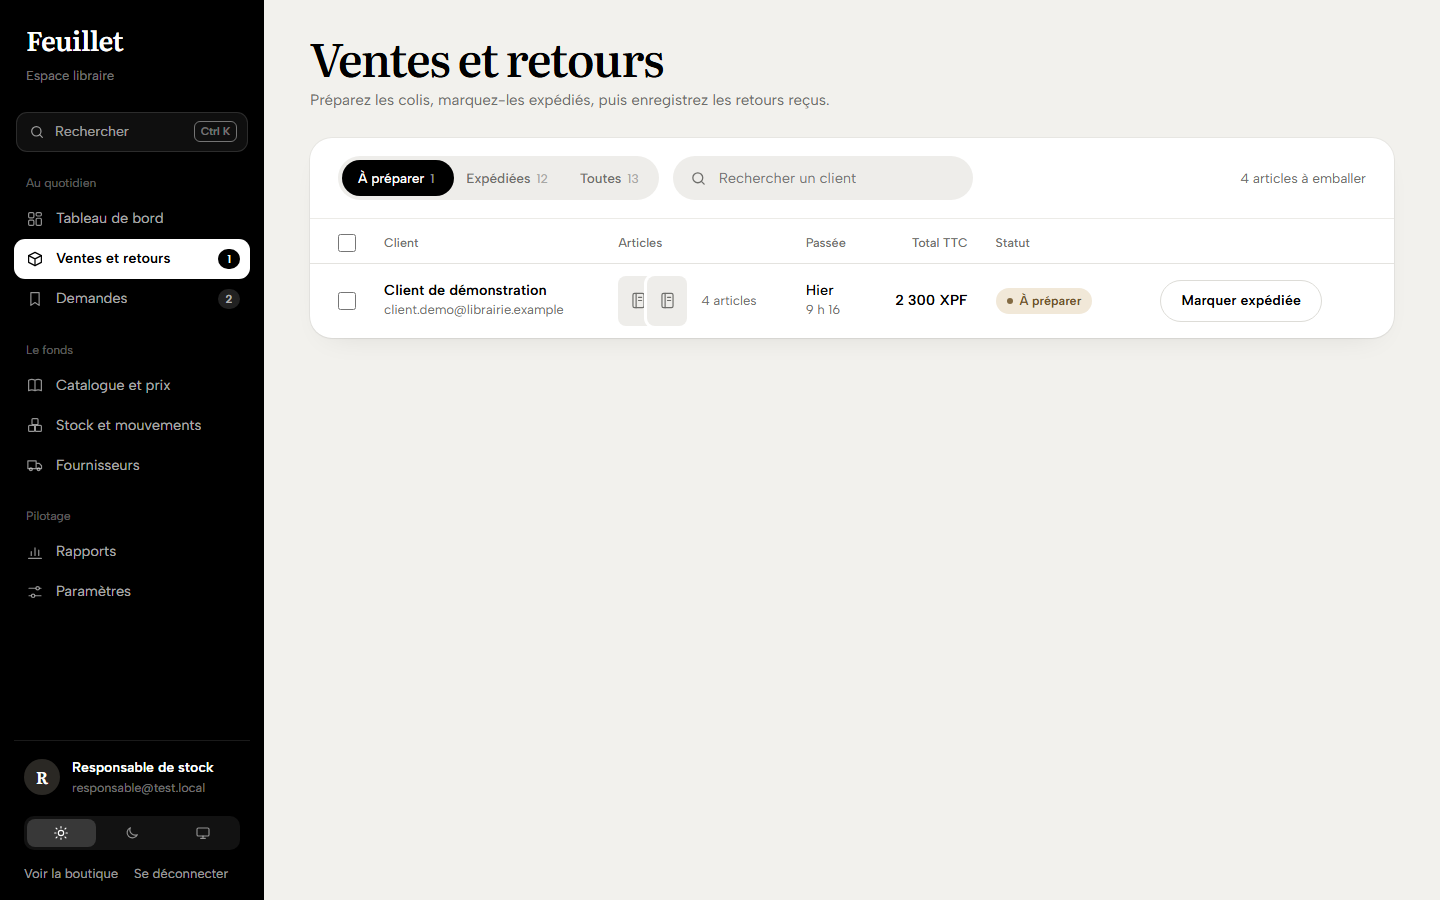 Feuillet
Espace libraire
Rechercher Ctrl K
Au quotidien
Tableau de bord
Ventes et retours 1
Demandes 2
Le fonds
Catalogue et prix
Stock et mouvements
Fournisseurs
Pilotage
Rapports
Paramètres
R
Responsable de stock
responsable@test.local
Voir la boutique Se déconnecter
Ventes et retours
Préparez les colis, marquez-les expédiés, puis enregistrez les retours reçus.
À préparer 1 Expédiées 12 Toutes 13 Rechercher un client 4 articles à emballer
Client Articles Passée Total TTC Statut
Client de démonstration
client.demo@librairie.example
4 articles
Hier
9 h 16
2 300 XPF
À préparer
Marquer expédiée